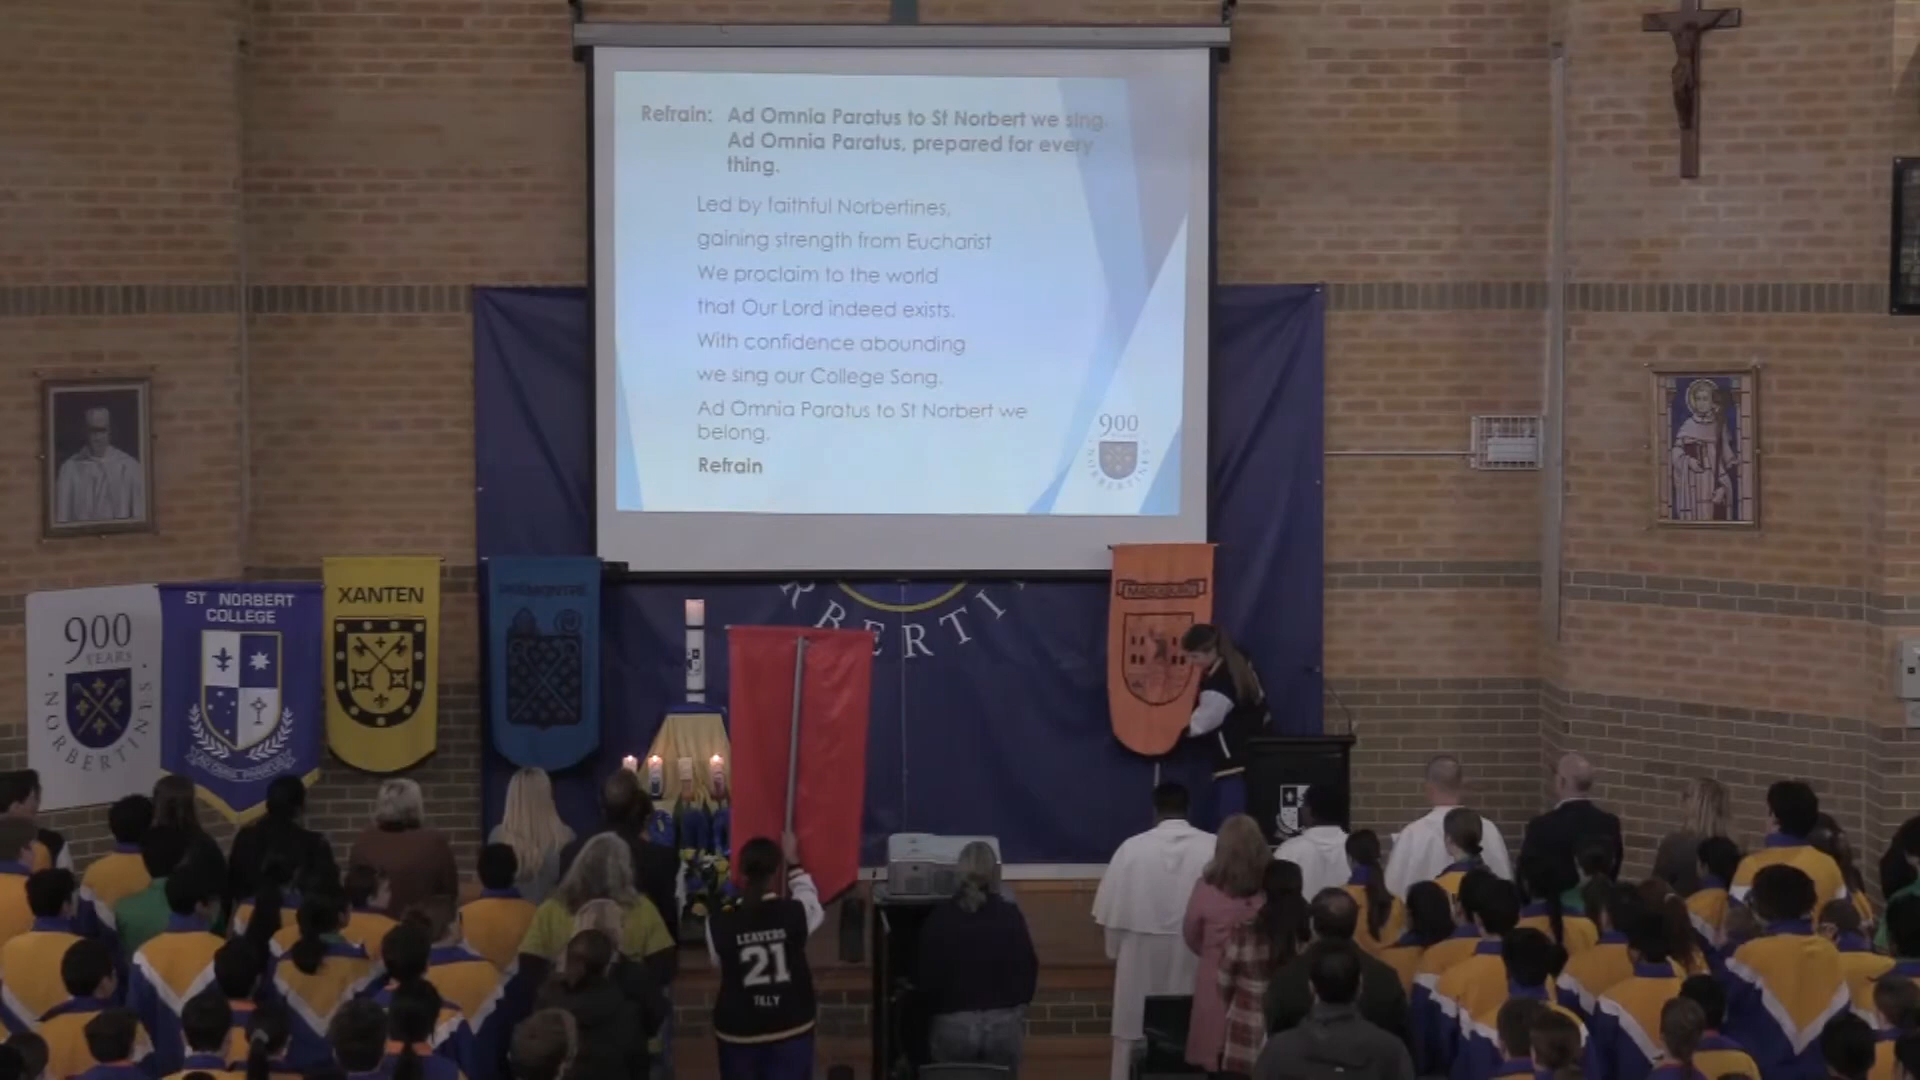 Refrain: Ad Omnia Paratus to St Norbert we sing.
Ad Omnia Paratus, prepared for every
thing.
Led by faithful Norbertines,
gaining strength from Eucharist
We proclaim to the world
that Our Lord indeed exists.
With confidence abounding
we sing our College Song.
Ad Omnia Paratus to St Norbert we
belong.
Refrain
900
NORBERTINES
900
YEARS
NORBERTINES
ST NORBERT
COLLEGE
XANTEN
MAGDEBURG
RBERTI
LEAVERS
21
TILLY